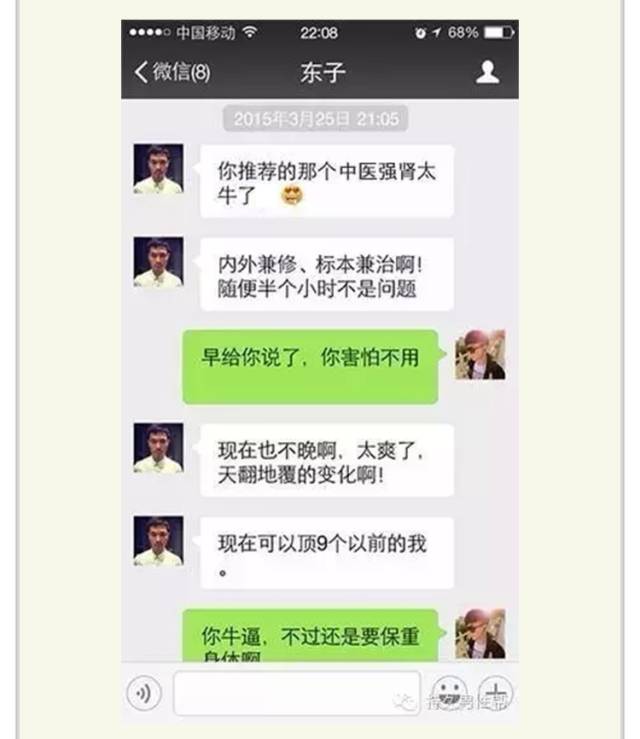 中国移动 22:08 68%
微信(8) 东子
2015年3月25日 21:05
你推荐的那个中医强肾太
牛了
内外兼修、标本兼治啊！
随便半个小时不是问题
早给你说了，你害怕不用
现在也不晚啊，太爽了，
天翻地覆的变化啊！
现在可以顶9个以前的我
。
你牛逼，不过还是要保重
身体啊